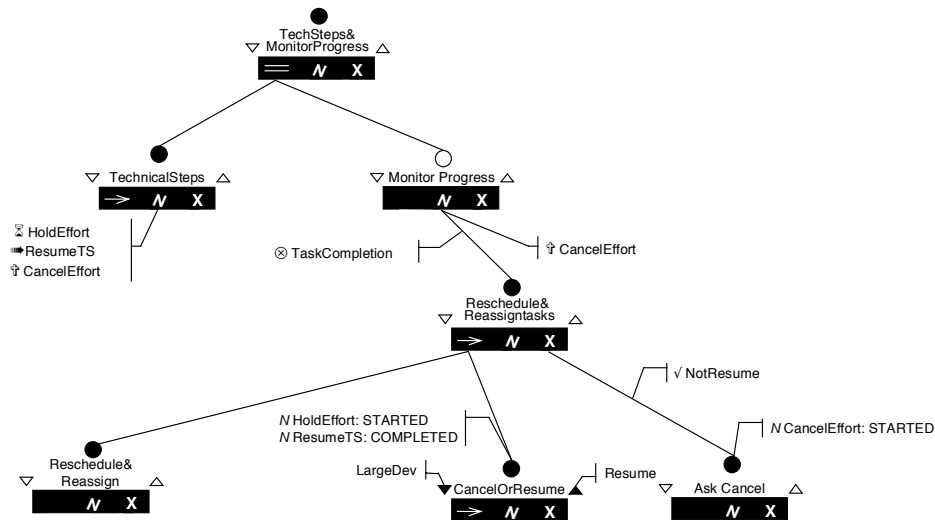 TechSteps&
MonitorProgress
N X
TechnicalSteps
N X
Monitor Progress
N X
HoldEffort
ResumeTS
CancelEffort
⊗ TaskCompletion
CancelEffort
Reschedule&
Reassigntasks
N X
√ NotResume
N HoldEffort: STARTED
N ResumeTS: COMPLETED
N CancelEffort: STARTED
Reschedule&
Reassign
N X
LargeDev
CancelOrResume
N X
Resume
Ask Cancel
N X